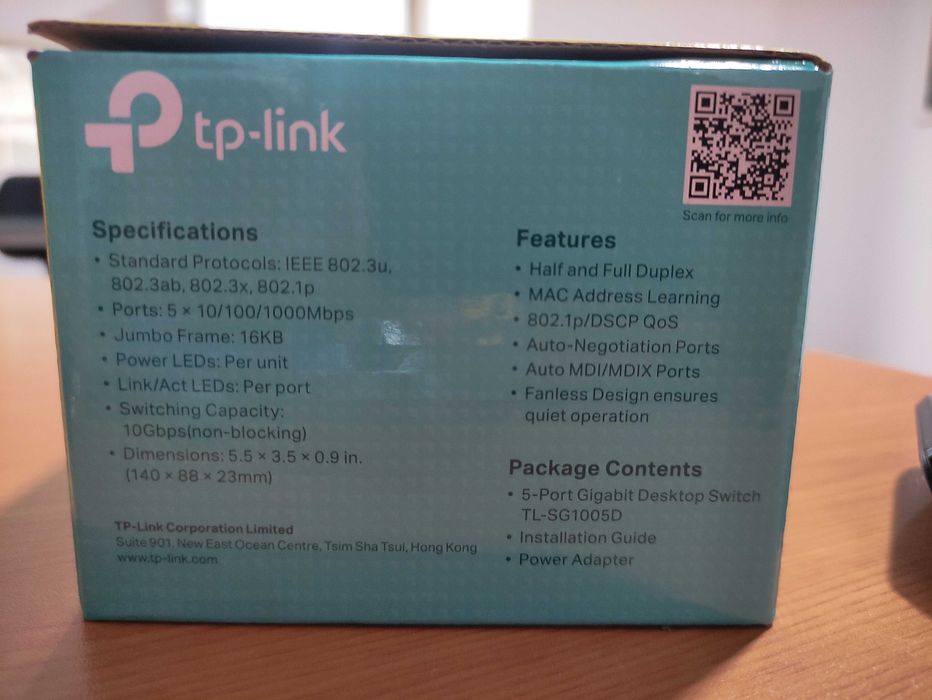 tp-link
Scan for more info
Specifications
• Standard Protocols: IEEE 802.3u,
802.3ab, 802.3x, 802.1p
• Ports: 5 × 10/100/1000Mbps
• Jumbo Frame: 16KB
• Power LEDs: Per unit
• Link/Act LEDs: Per port
• Switching Capacity:
10Gbps(non-blocking)
• Dimensions: 5.5 × 3.5 × 0.9 in.
(140 × 88 × 23mm)
TP-Link Corporation Limited
Suite 901, New East Ocean Centre, Tsim Sha Tsui, Hong Kong
www.tp-link.com
Features
• Half and Full Duplex
• MAC Address Learning
• 802.1p/DSCP QoS
• Auto-Negotiation Ports
• Auto MDI/MDIX Ports
• Fanless Design ensures
quiet operation
Package Contents
• 5-Port Gigabit Desktop Switch
TL-SG1005D
• Installation Guide
• Power Adapter